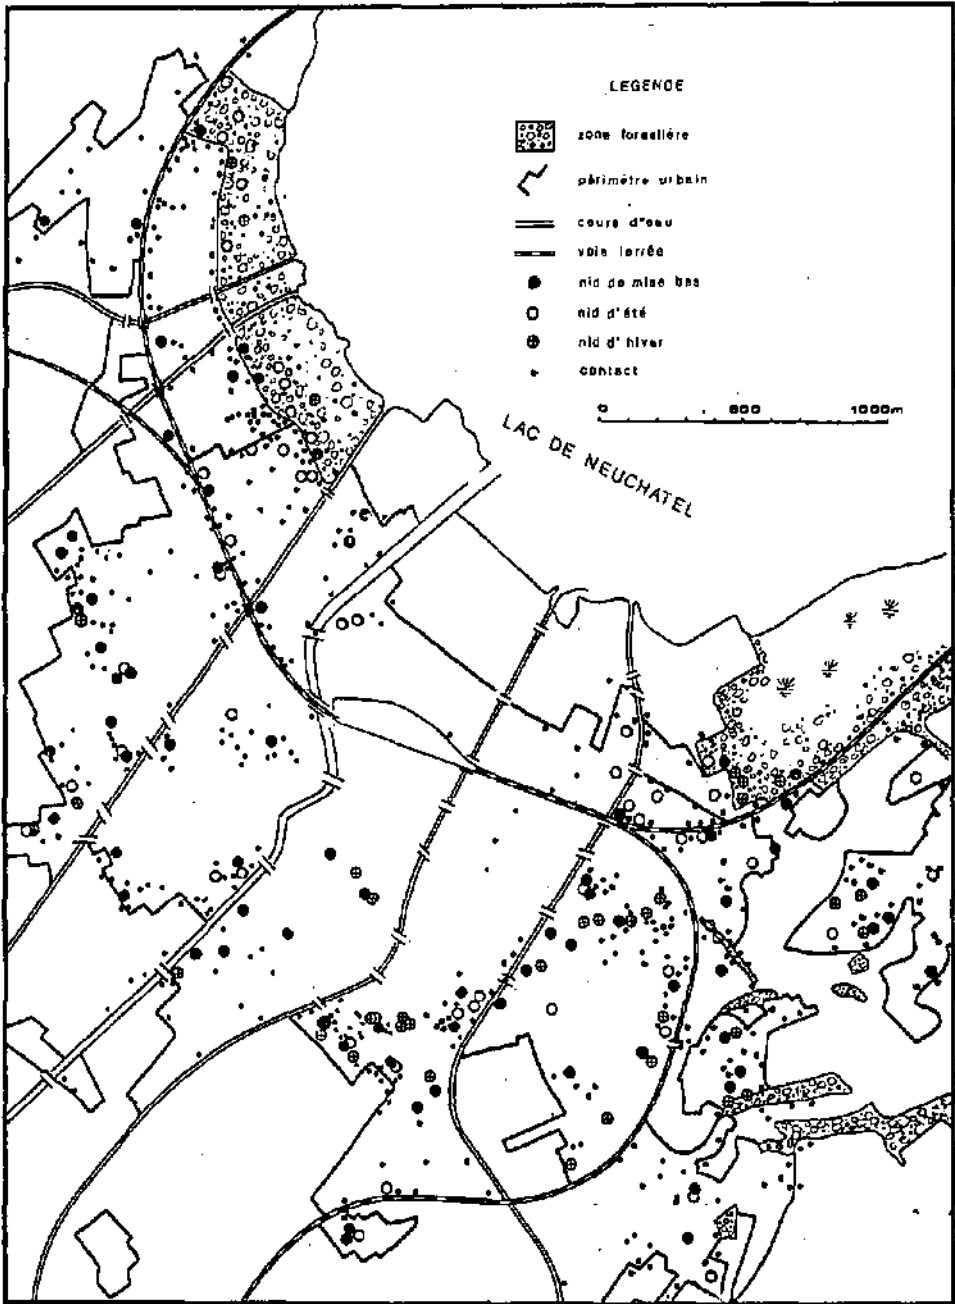 LEGENDE
zone forestière
périmètre urbain
cours d'eau
voie ferrée
nid de mise bas
nid d'été
nid d'hiver
contact
0 500 1000m
LAC DE NEUCHATEL